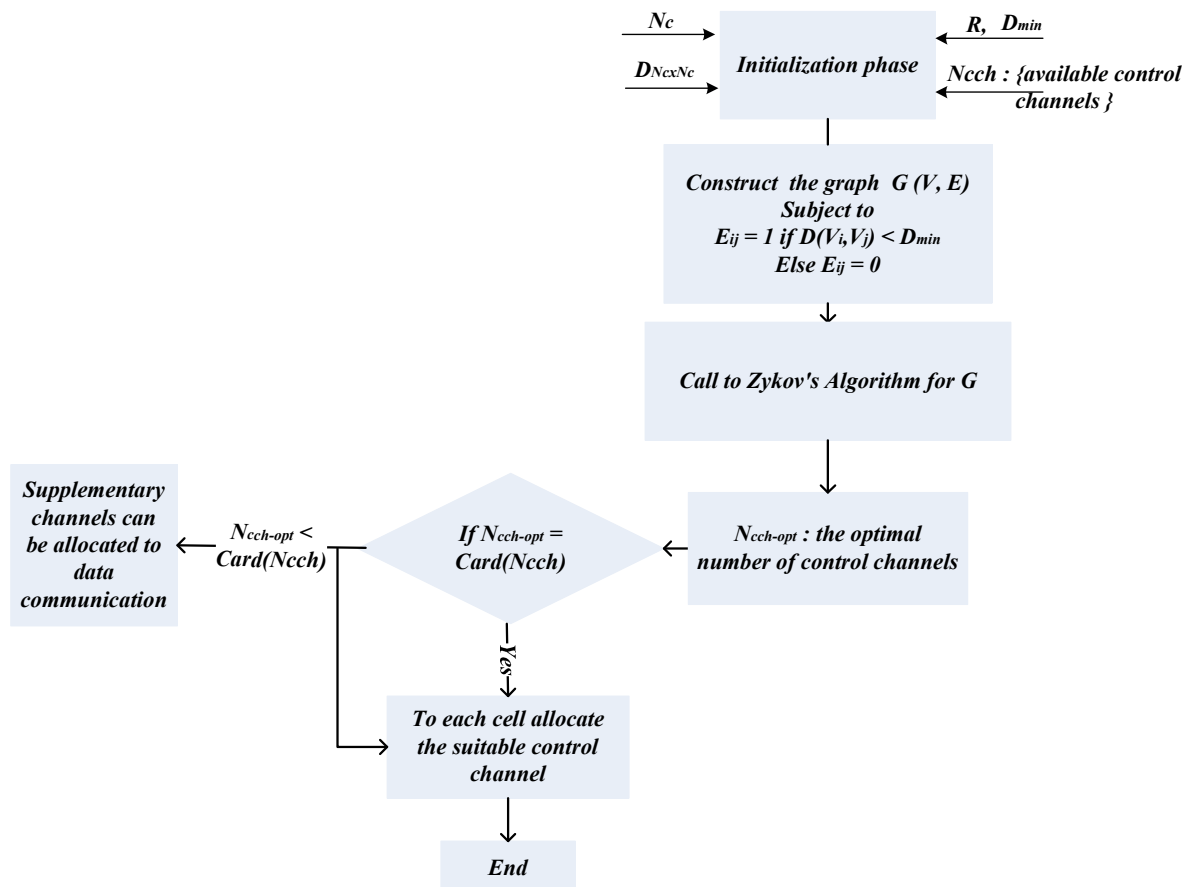 Nc
D NcxNc
Initialization phase
R, Dmin
Ncch : {available control
channels }
Construct the graph G (V, E)
Subject to
Eij = 1 if D(Vi,Vj) < Dmin
Else Eij = 0
Call to Zykov's Algorithm for G
Ncch-opt : the optimal
number of control channels
If Ncch-opt =
Card(Ncch)
Ncch-opt <
Card(Ncch)
Supplementary
channels can
be allocated to
data
communication
Yes
To each cell allocate
the suitable control
channel
End